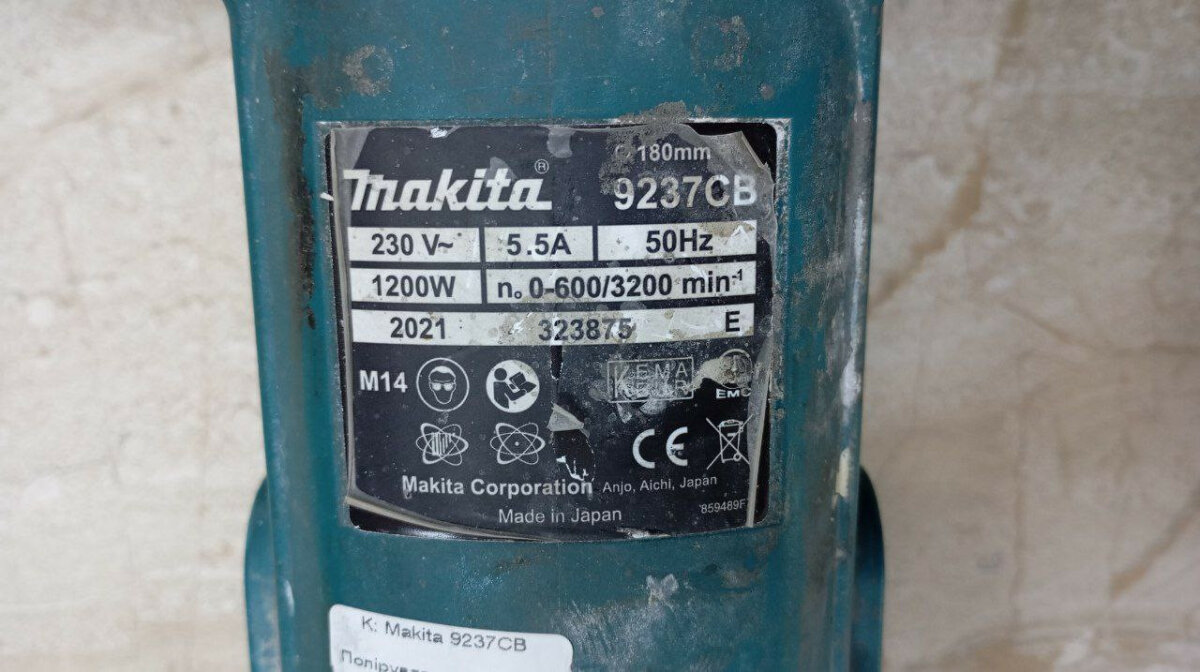 180mm
makita®
9237CB
230 V~ 5.5A 50Hz
1200W n₀ 0-600/3200 min⁻¹
2021 323875 E
M14
KEMA
KEUR
EMC
CE
Makita Corporation Anjo, Aichi, Japan
Made in Japan
859489F
K: Makita 9237CB